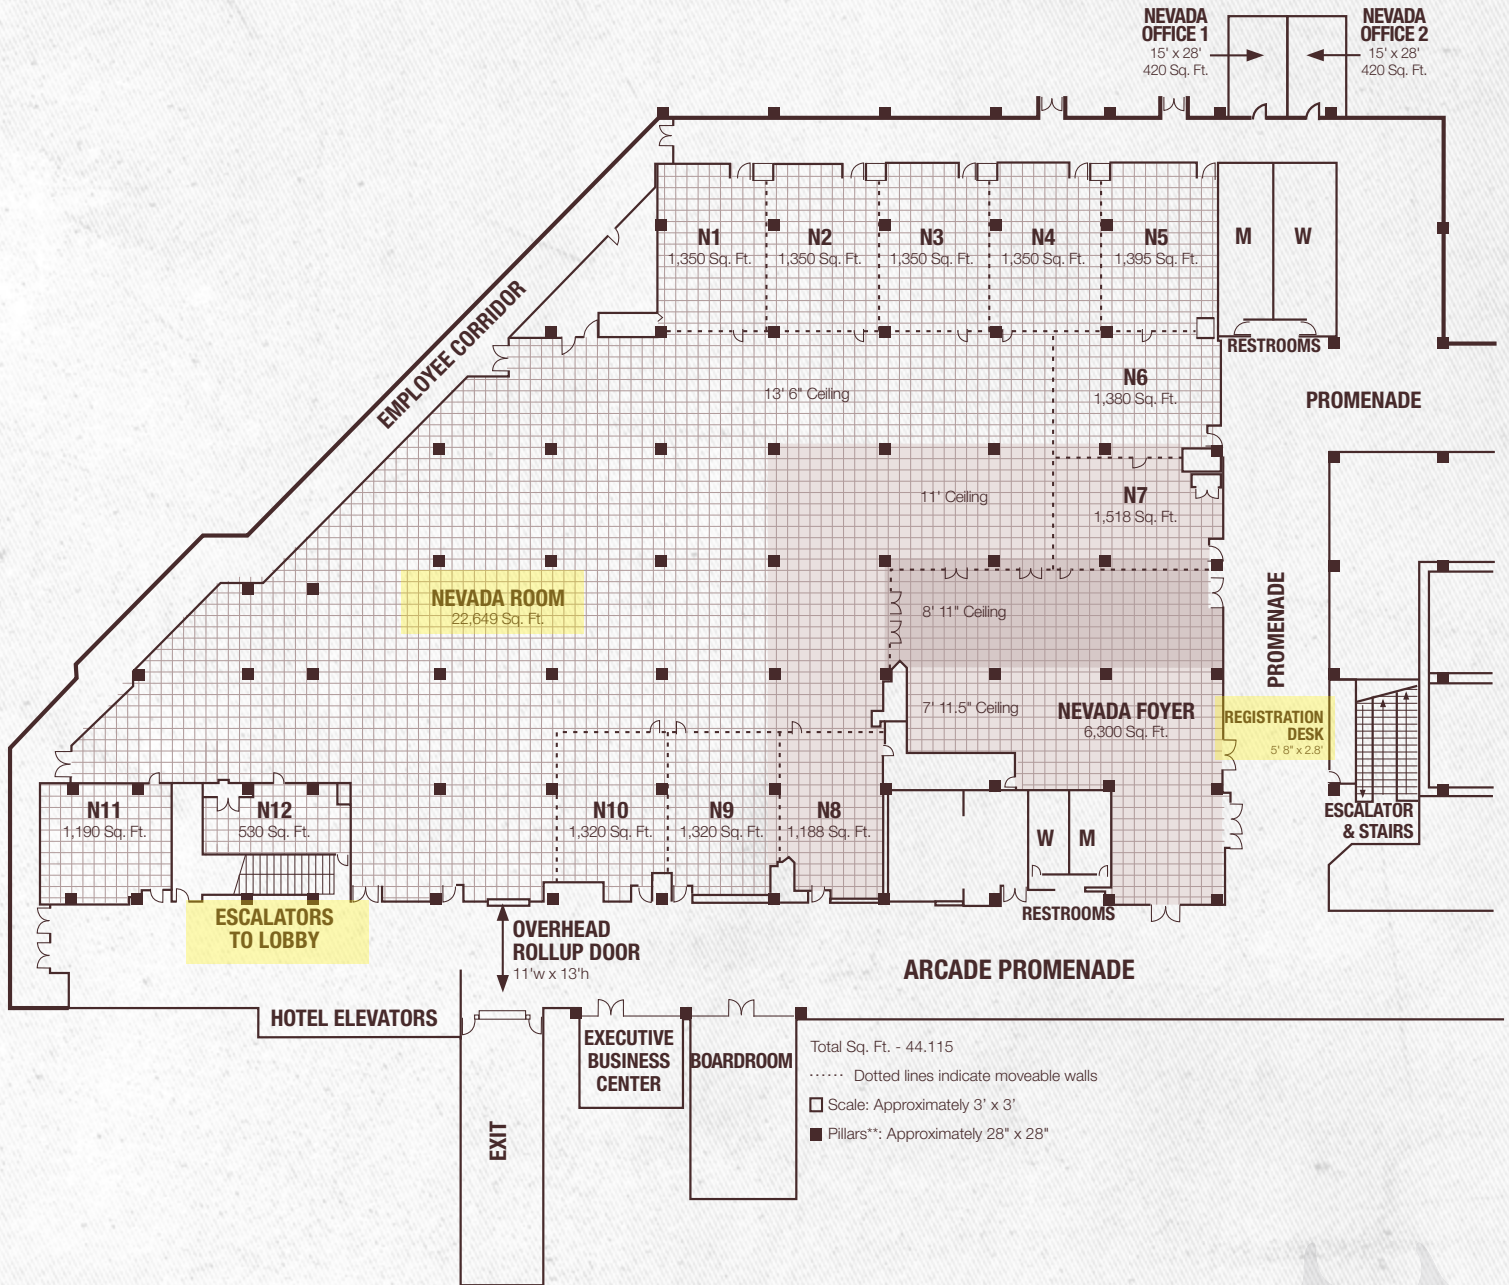 NEVADA
OFFICE 1
15' x 28'
420 Sq. Ft.
NEVADA
OFFICE 2
15' x 28'
420 Sq. Ft.
N1
1,350 Sq. Ft.
N2
1,350 Sq. Ft.
N3
1,350 Sq. Ft.
N4
1,350 Sq. Ft.
N5
1,395 Sq. Ft.
M
W
RESTROOMS
EMPLOYEE CORRIDOR
13' 6" Ceiling
N6
1,380 Sq. Ft.
PROMENADE
11' Ceiling
N7
1,518 Sq. Ft.
NEVADA ROOM
22,649 Sq. Ft.
8' 11" Ceiling
PROMENADE
7' 11.5" Ceiling
NEVADA FOYER
6,300 Sq. Ft.
REGISTRATION
DESK
5' 8" x 2.8'
N11
1,190 Sq. Ft.
N12
530 Sq. Ft.
N10
1,320 Sq. Ft.
N9
1,320 Sq. Ft.
N8
1,188 Sq. Ft.
W
M
ESCALATOR
& STAIRS
RESTROOMS
ESCALATORS
TO LOBBY
OVERHEAD
ROLLUP DOOR
11'w x 13'h
ARCADE PROMENADE
HOTEL ELEVATORS
EXIT
EXECUTIVE
BUSINESS
CENTER
BOARDROOM
Total Sq. Ft. - 44.115
Dotted lines indicate moveable walls
Scale: Approximately 3' x 3'
Pillars**: Approximately 28" x 28"